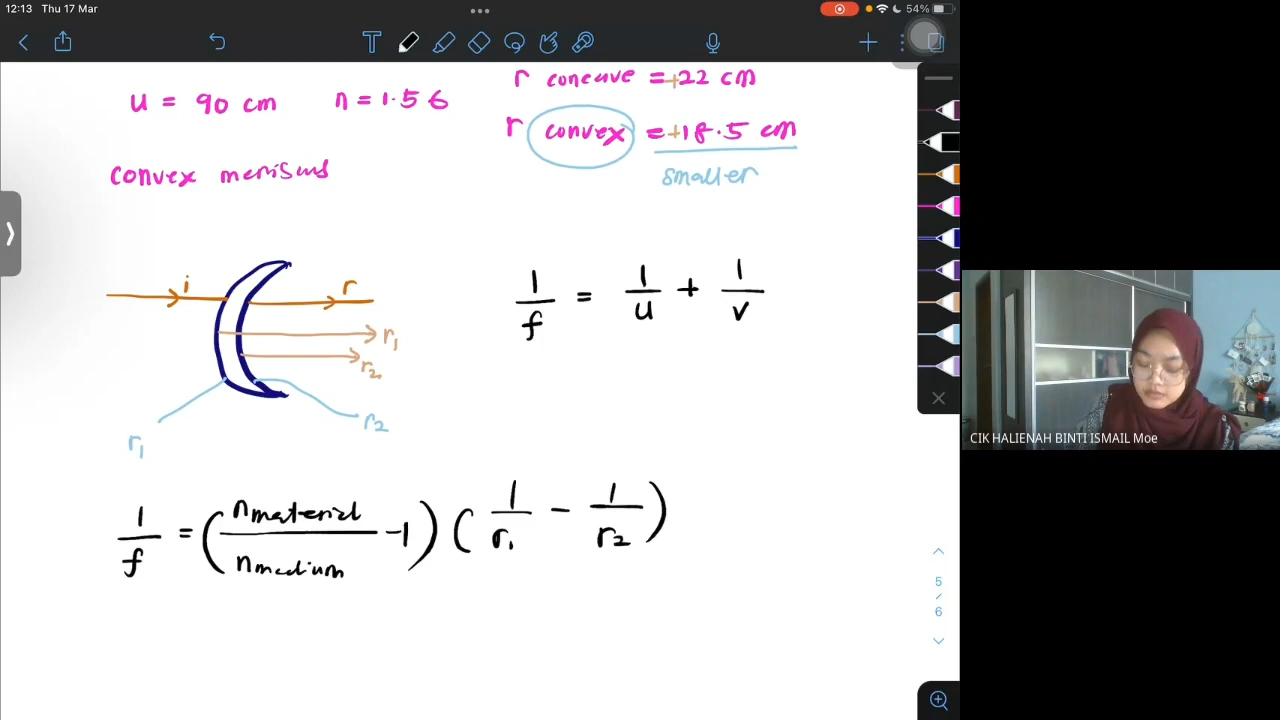 12:13 Thu 17 Mar
54%
r concave = +22 cm
u = 90 cm n = 1.56
r convex = +18.5 cm
smaller
convex meniscus
i
r
r₁
r₂
r₁
r₂
1/f = 1/u + 1/v
1/f = (n material / n medium - 1) (1/r₁ - 1/r₂)
5
/
6
CIK HALIENAH BINTI ISMAIL Moe